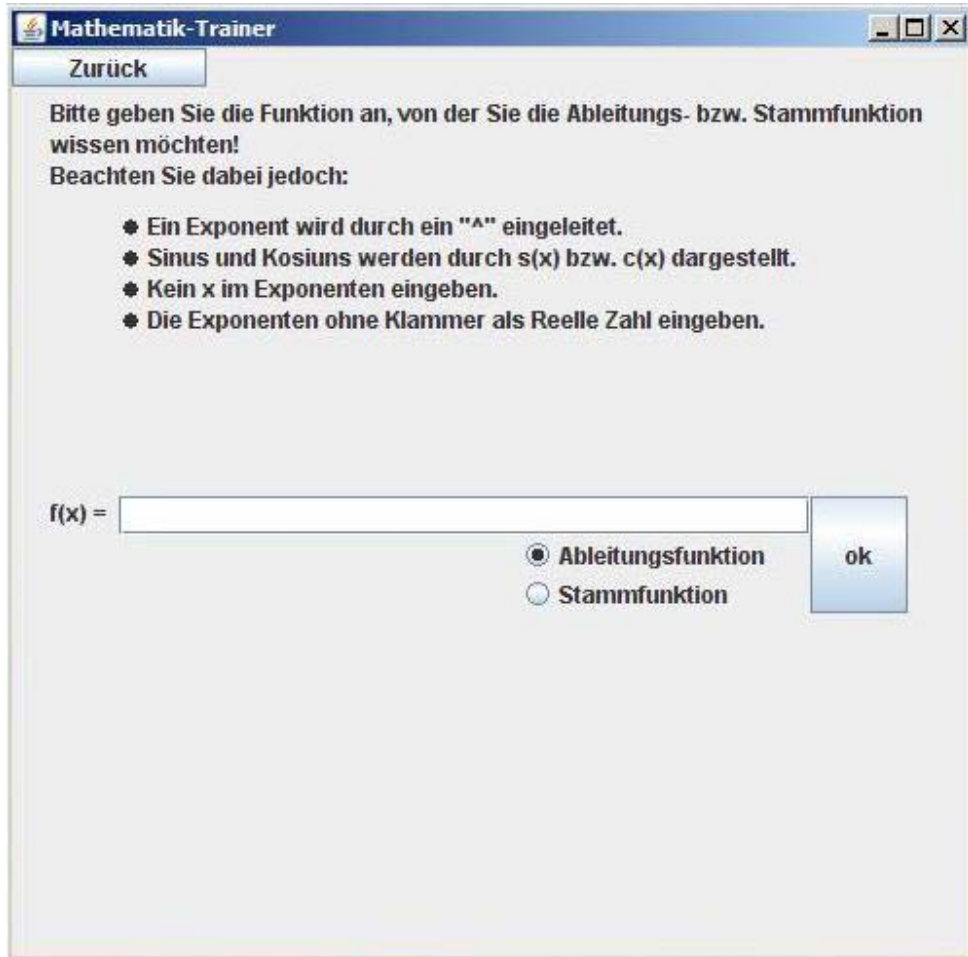 Mathematik-Trainer
Zurück
Bitte geben Sie die Funktion an, von der Sie die Ableitungs- bzw. Stammfunktion
wissen möchten!
Beachten Sie dabei jedoch:
● Ein Exponent wird durch ein "^" eingeleitet.
● Sinus und Kosiuns werden durch s(x) bzw. c(x) dargestellt.
● Kein x im Exponenten eingeben.
● Die Exponenten ohne Klammer als Reelle Zahl eingeben.
f(x) =
Ableitungsfunktion
ok
Stammfunktion